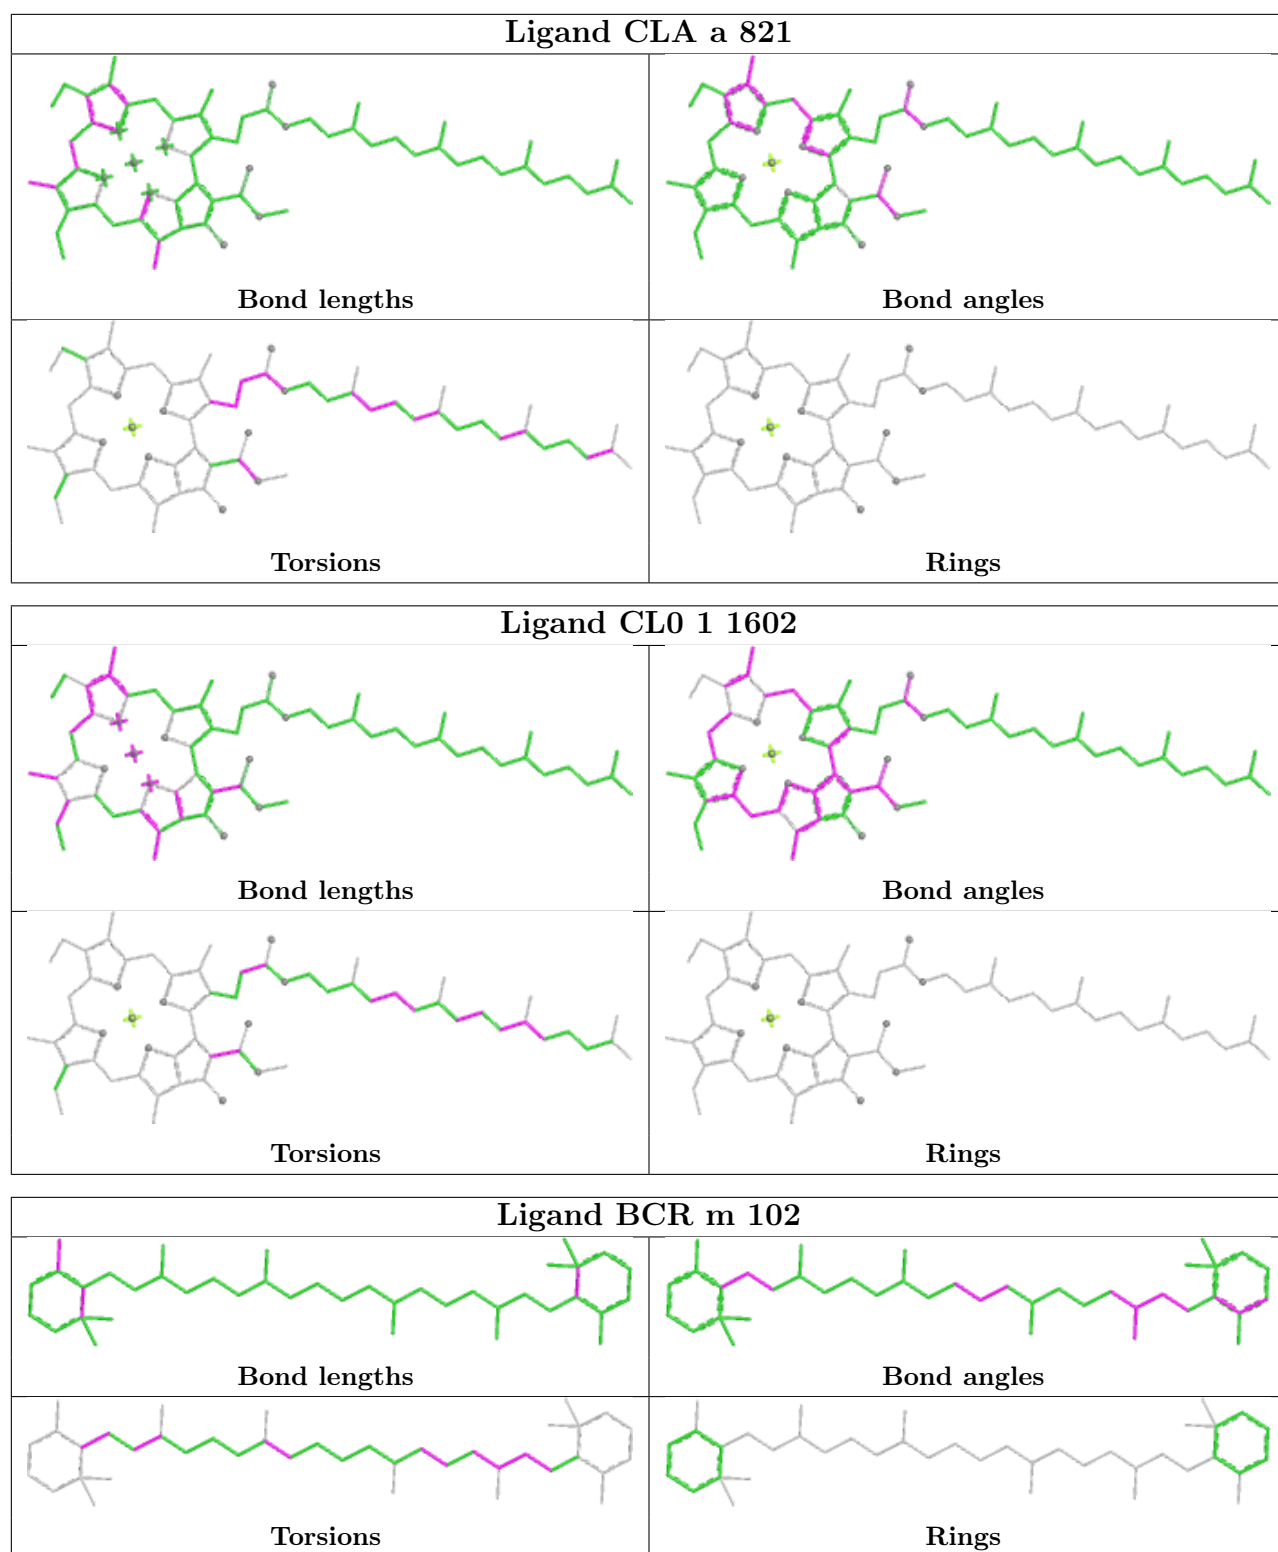 Ligand CLA a 821
Bond lengths
Bond angles
Torsions
Rings
Ligand CL0 1 1602
Bond lengths
Bond angles
Torsions
Rings
Ligand BCR m 102
Bond lengths
Bond angles
Torsions
Rings